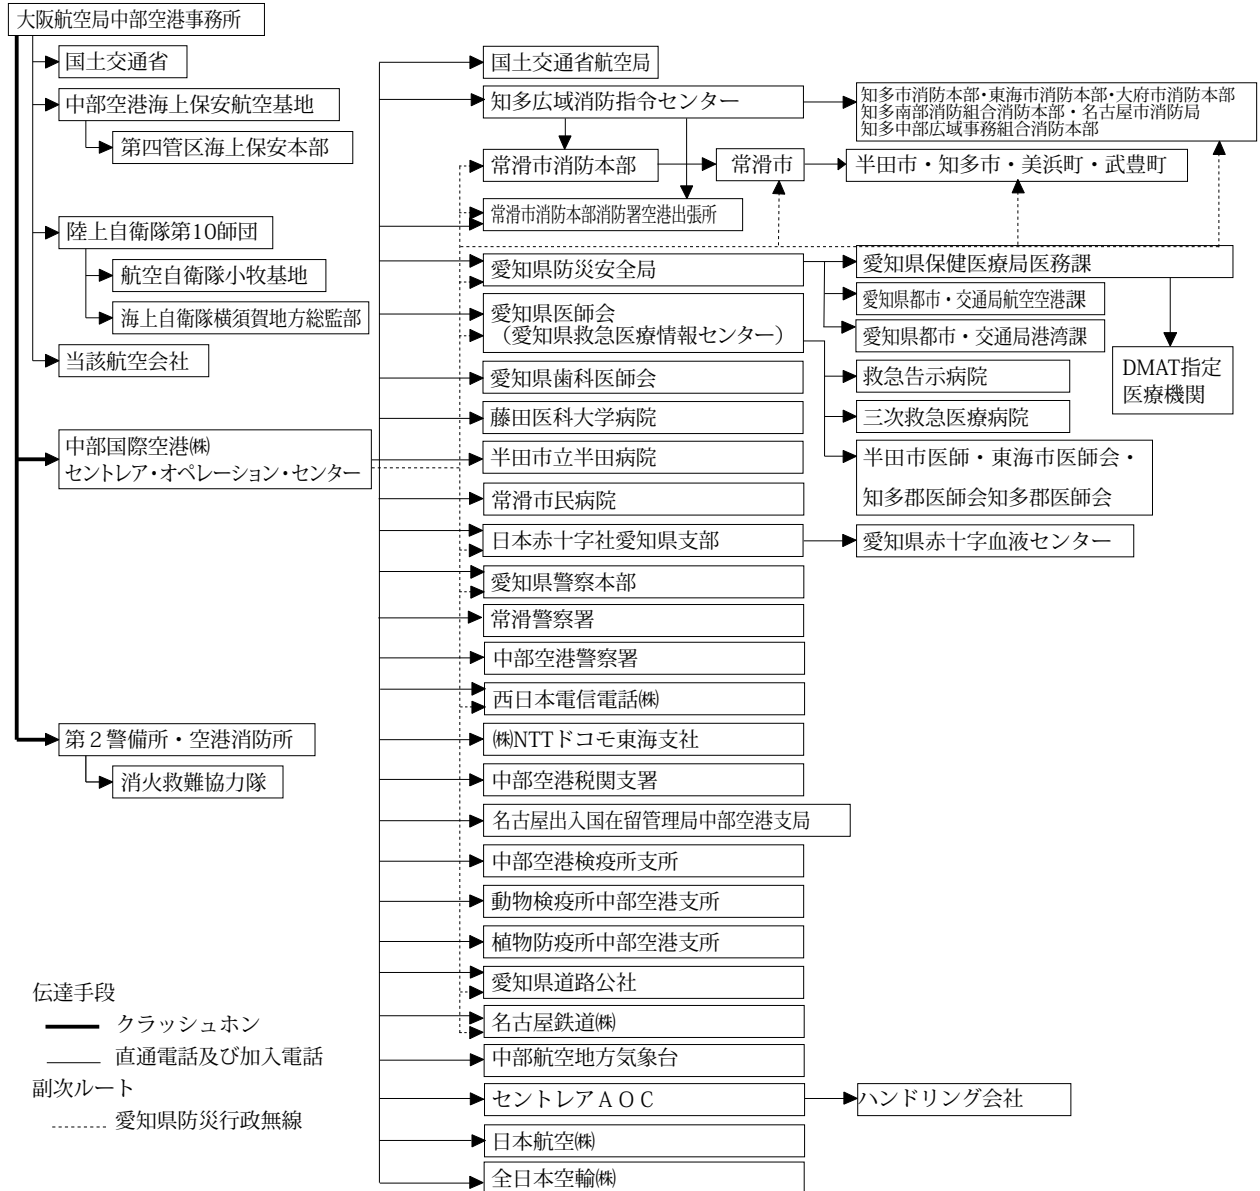 大阪航空局中部空港事務所
国土交通省
中部空港海上保安航空基地
第四管区海上保安本部
陸上自衛隊第10師団
航空自衛隊小牧基地
海上自衛隊横須賀地方総監部
当該航空会社
中部国際空港㈱
セントレア・オペレーション・センター
第２警備所・空港消防所
消火救難協力隊
国土交通省航空局
知多広域消防指令センター
知多市消防本部・東海市消防本部・大府市消防本部
知多南部消防組合消防本部・名古屋市消防局
知多中部広域事務組合消防本部
常滑市消防本部
常滑市
半田市・知多市・美浜町・武豊町
常滑市消防本部消防署空港出張所
愛知県防災安全局
愛知県保健医療局医務課
愛知県都市・交通局航空空港課
愛知県都市・交通局港湾課
DMAT指定
医療機関
愛知県医師会
（愛知県救急医療情報センター）
救急告示病院
三次救急医療病院
半田市医師・東海市医師会・
知多郡医師会知多郡医師会
愛知県歯科医師会
藤田医科大学病院
半田市立半田病院
常滑市民病院
日本赤十字社愛知県支部
愛知県赤十字血液センター
愛知県警察本部
常滑警察署
中部空港警察署
西日本電信電話㈱
㈱NTTドコモ東海支社
中部空港税関支署
名古屋出入国在留管理局中部空港支局
中部空港検疫所支所
動物検疫所中部空港支所
植物防疫所中部空港支所
愛知県道路公社
名古屋鉄道㈱
中部航空地方気象台
セントレアＡＯＣ
ハンドリング会社
日本航空㈱
全日本空輸㈱
伝達手段
クラッシュホン
直通電話及び加入電話
副次ルート
愛知県防災行政無線